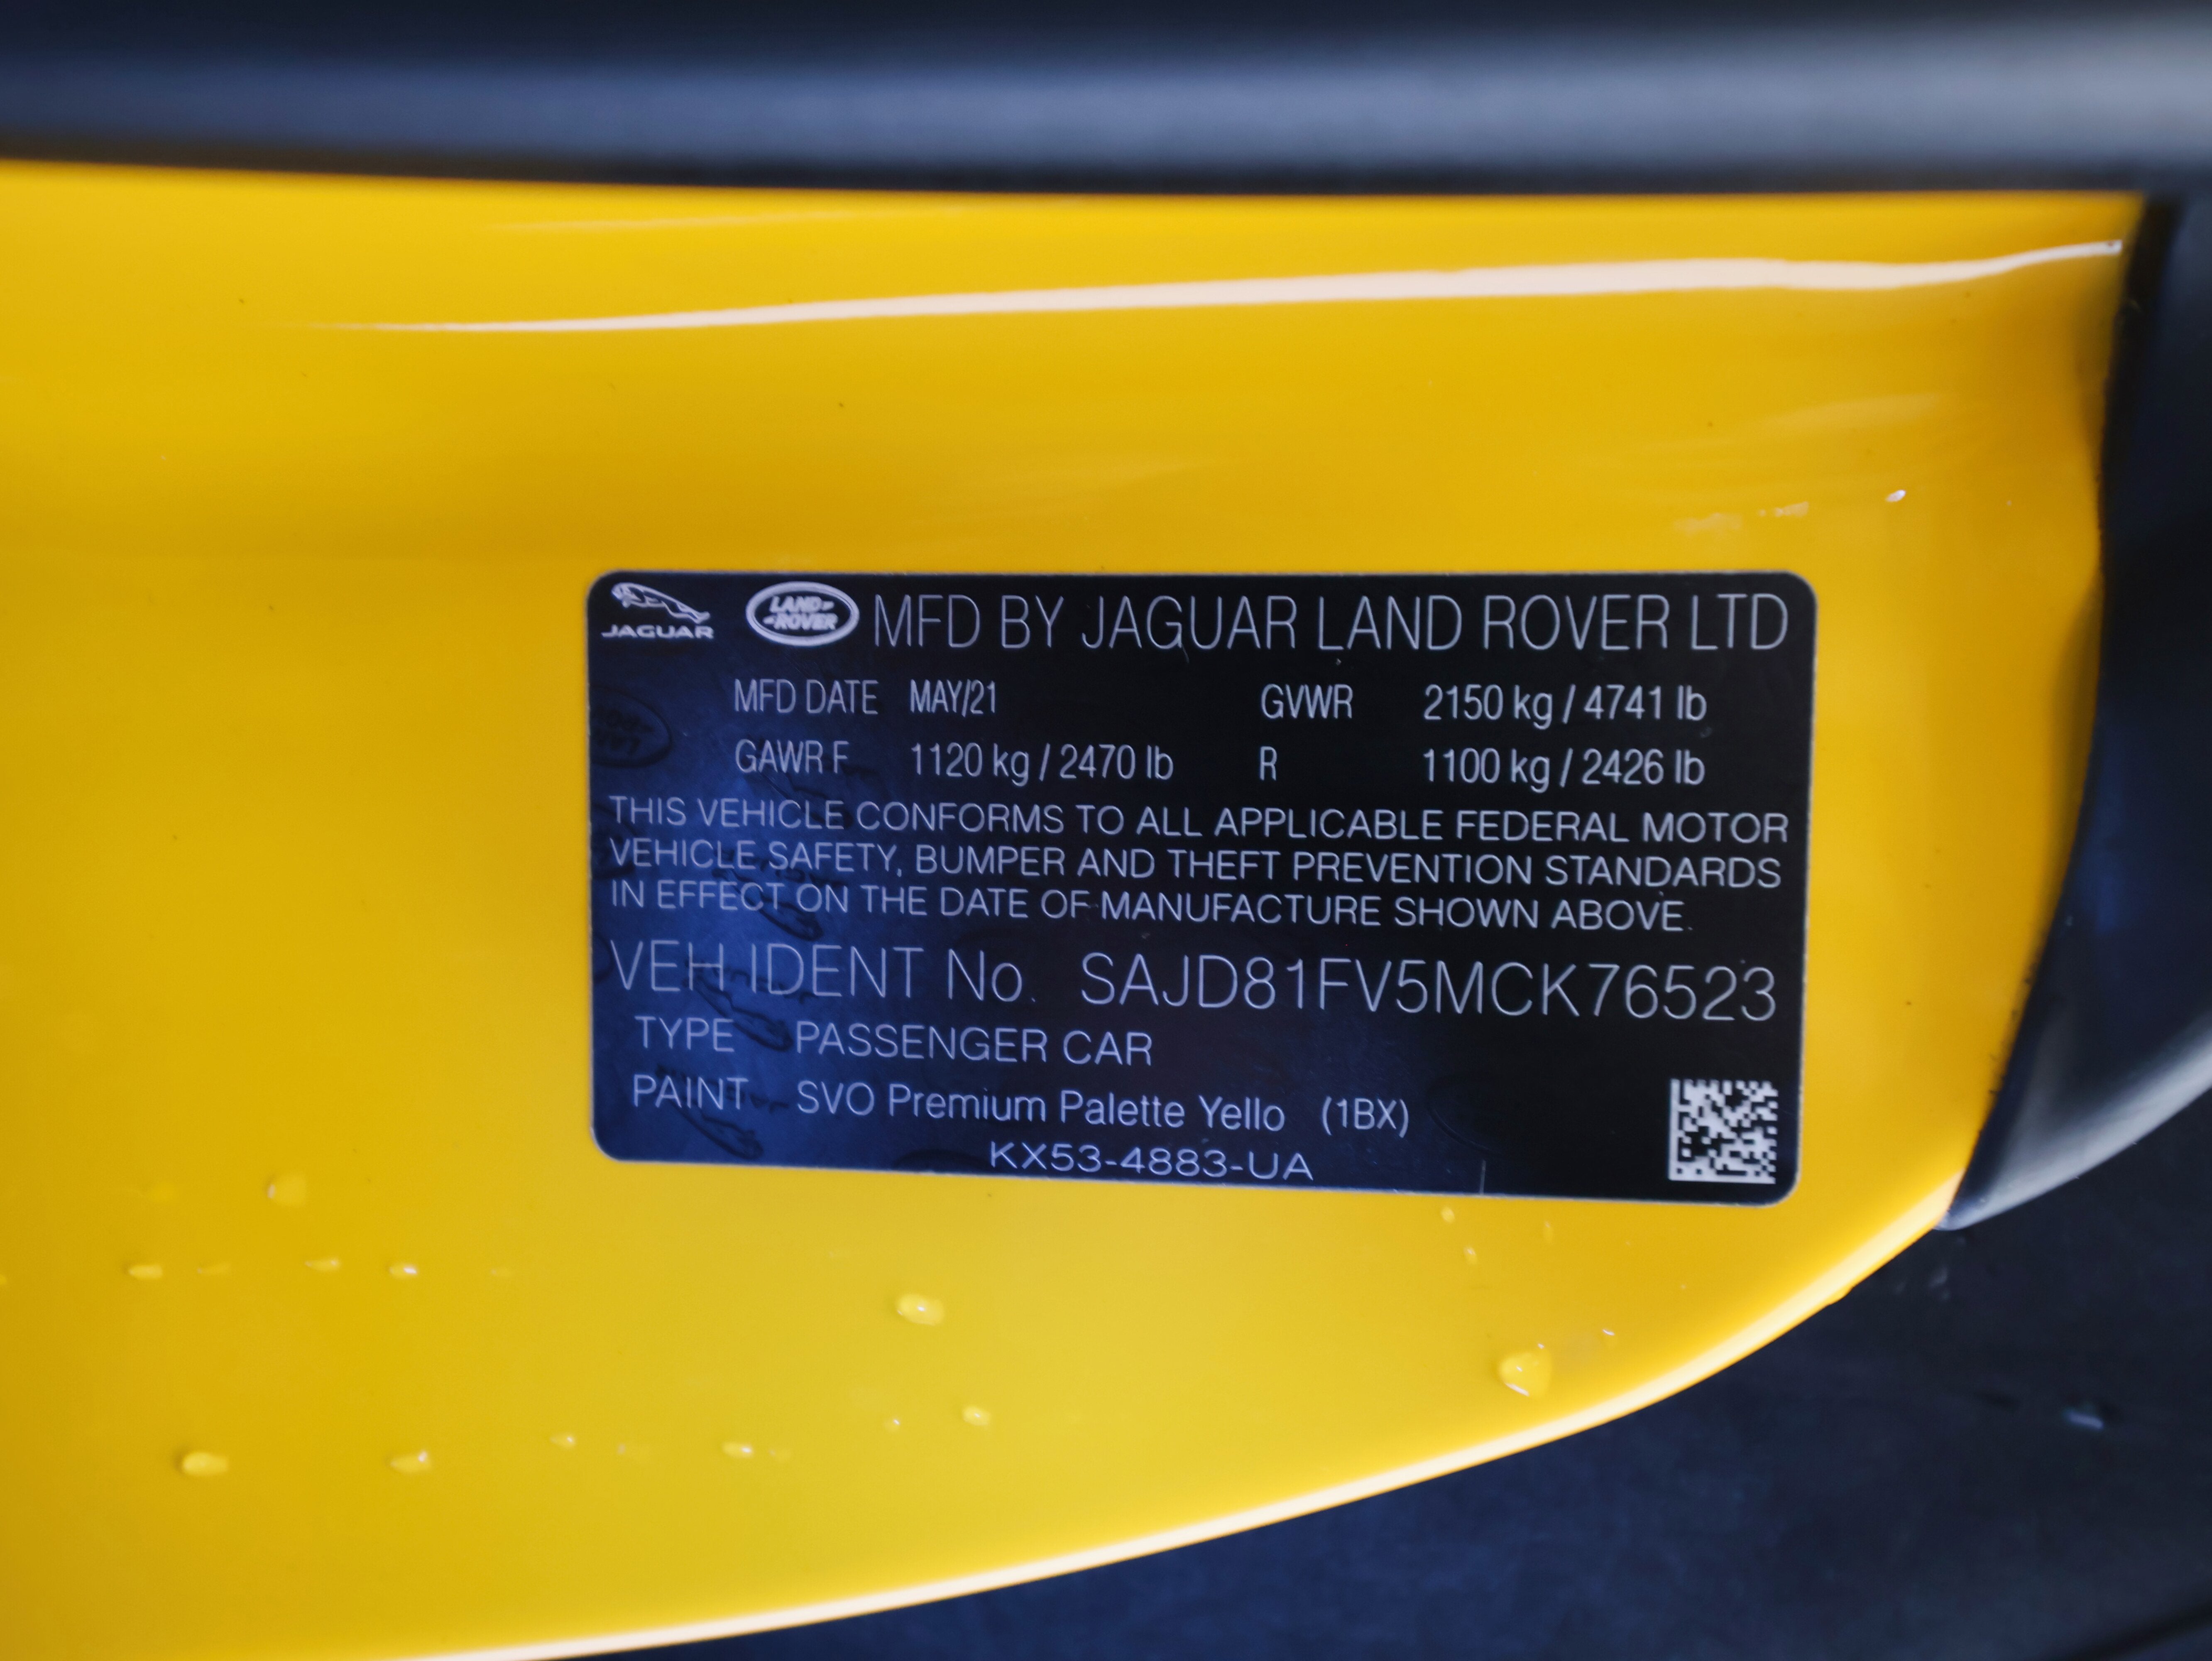 JAGUAR LAND ROVER MFD BY JAGUAR LAND ROVER LTD
MFD DATE MAY/21 GVWR 2150 kg / 4741 lb
GAWR F 1120 kg / 2470 lb R 1100 kg / 2426 lb
THIS VEHICLE CONFORMS TO ALL APPLICABLE FEDERAL MOTOR
VEHICLE SAFETY, BUMPER AND THEFT PREVENTION STANDARDS
IN EFFECT ON THE DATE OF MANUFACTURE SHOWN ABOVE.
VEH IDENT No. SAJD81FV5MCK76523
TYPE PASSENGER CAR
PAINT SVO Premium Palette Yello (1BX)
KX53-4883-UA